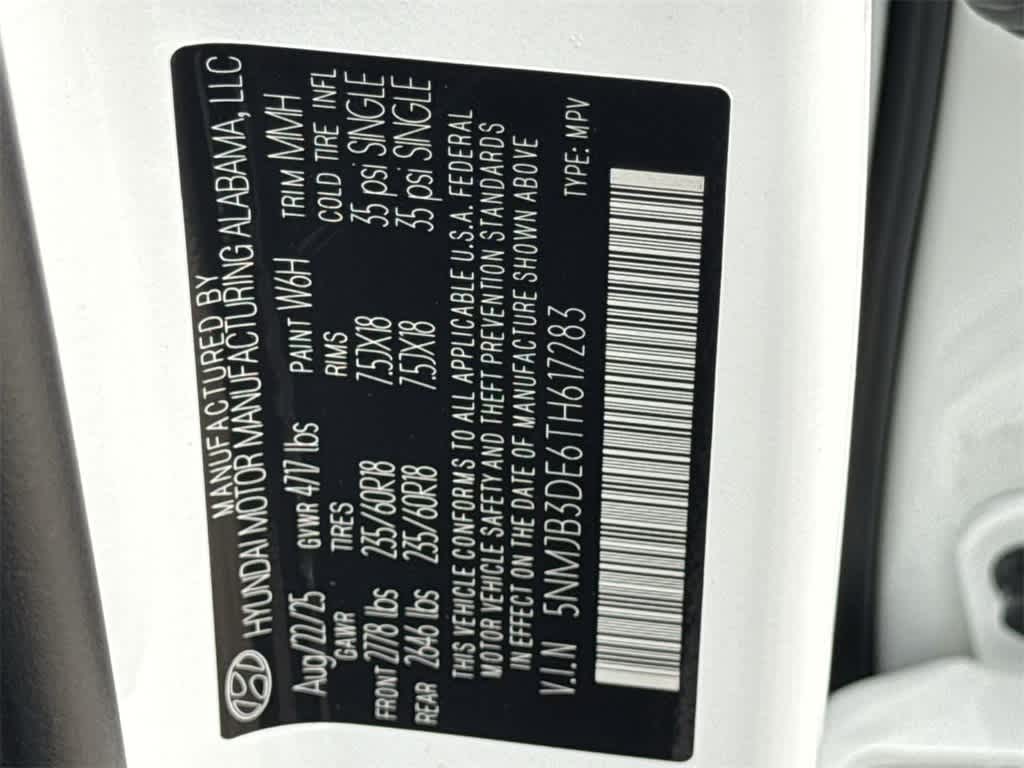 MANUFACTURED BY
HYUNDAI MOTOR MANUFACTURING ALABAMA, LLC
Aug/22/25 GVWR 4717 lbs PAINT W6H TRIM MMH
GAWR TIRES RIMS COLD TIRE INFL
FRONT 2778 lbs 235/60R18 7.5JX18 35 psi SINGLE
REAR 2646 lbs 235/60R18 7.5JX18 35 psi SINGLE
THIS VEHICLE CONFORMS TO ALL APPLICABLE U.S.A. FEDERAL
MOTOR VEHICLE SAFETY AND THEFT PREVENTION STANDARDS
IN EFFECT ON THE DATE OF MANUFACTURE SHOWN ABOVE
V.I.N 5NMJB3DE6TH617283 TYPE: MPV